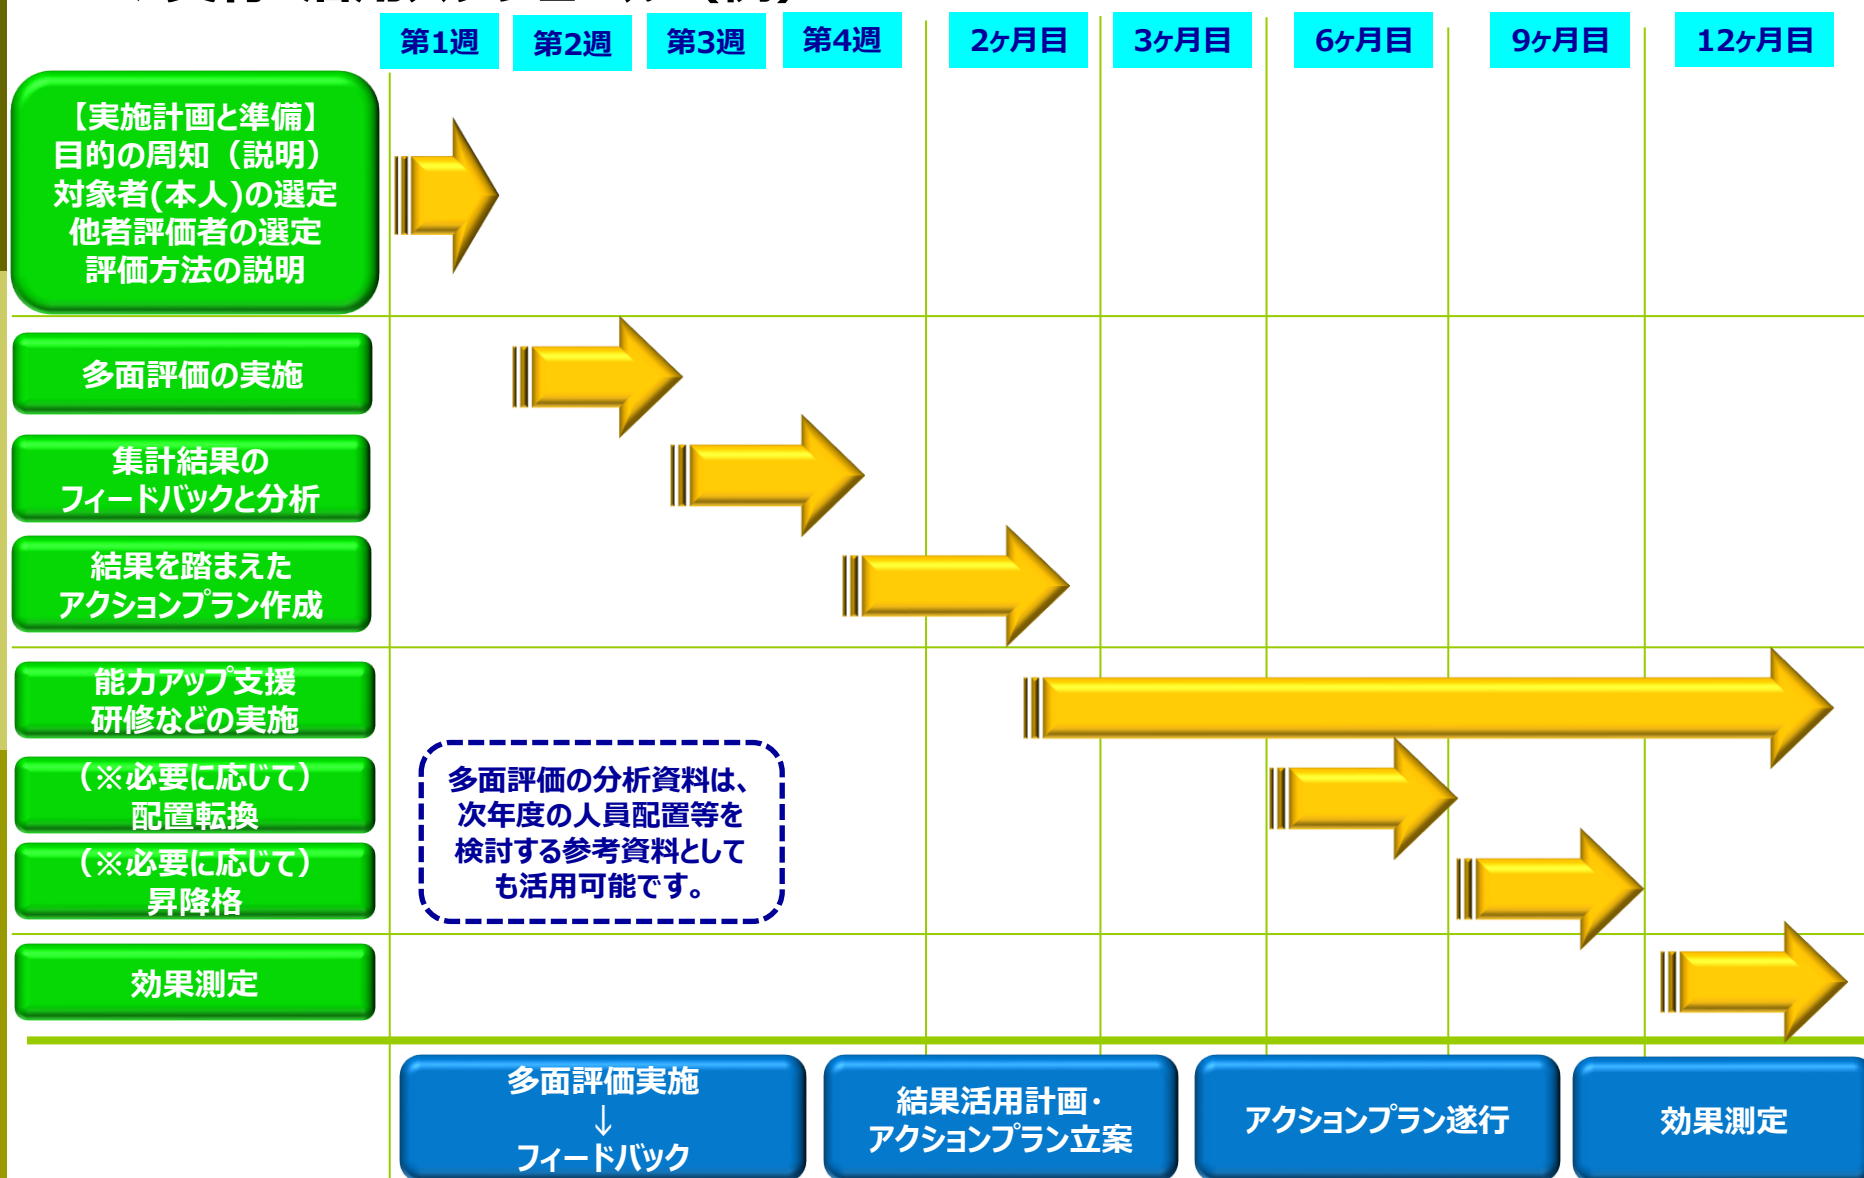 第1週
第2週
第3週
第4週
2ヶ月目
3ヶ月目
6ヶ月目
9ヶ月目
12ヶ月目
【実施計画と準備】
目的の周知（説明）
対象者(本人)の選定
他者評価者の選定
評価方法の説明
多面評価の実施
集計結果の
フィードバックと分析
結果を踏まえた
アクションプラン作成
能力アップ支援
研修などの実施
（※必要に応じて）
配置転換
（※必要に応じて）
昇降格
多面評価の分析資料は、
次年度の人員配置等を
検討する参考資料として
も活用可能です。
効果測定
多面評価実施
↓
フィードバック
結果活用計画・
アクションプラン立案
アクションプラン遂行
効果測定